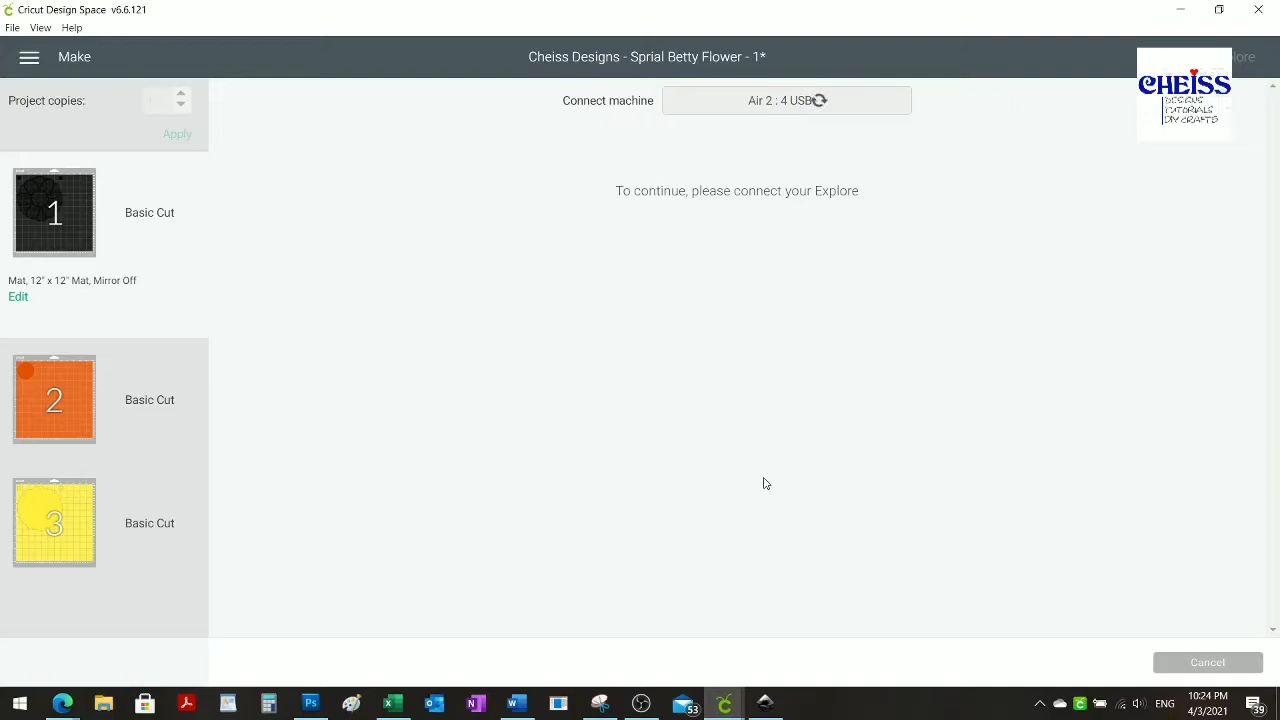 Cricut Design Space v6.6.121
File View Help
Make
Cheiss Designs - Sprial Betty Flower - 1*
CHEISS
DESIGNS
TUTORIALS
DIY CRAFTS
Project copies:
Apply
Connect machine
Air 2 : 4 USB
To continue, please connect your Explore
1
Basic Cut
Mat, 12" x 12" Mat, Mirror Off
Edit
2
Basic Cut
3
Basic Cut
Cancel
53
ENG
10:24 PM
4/3/2021
39